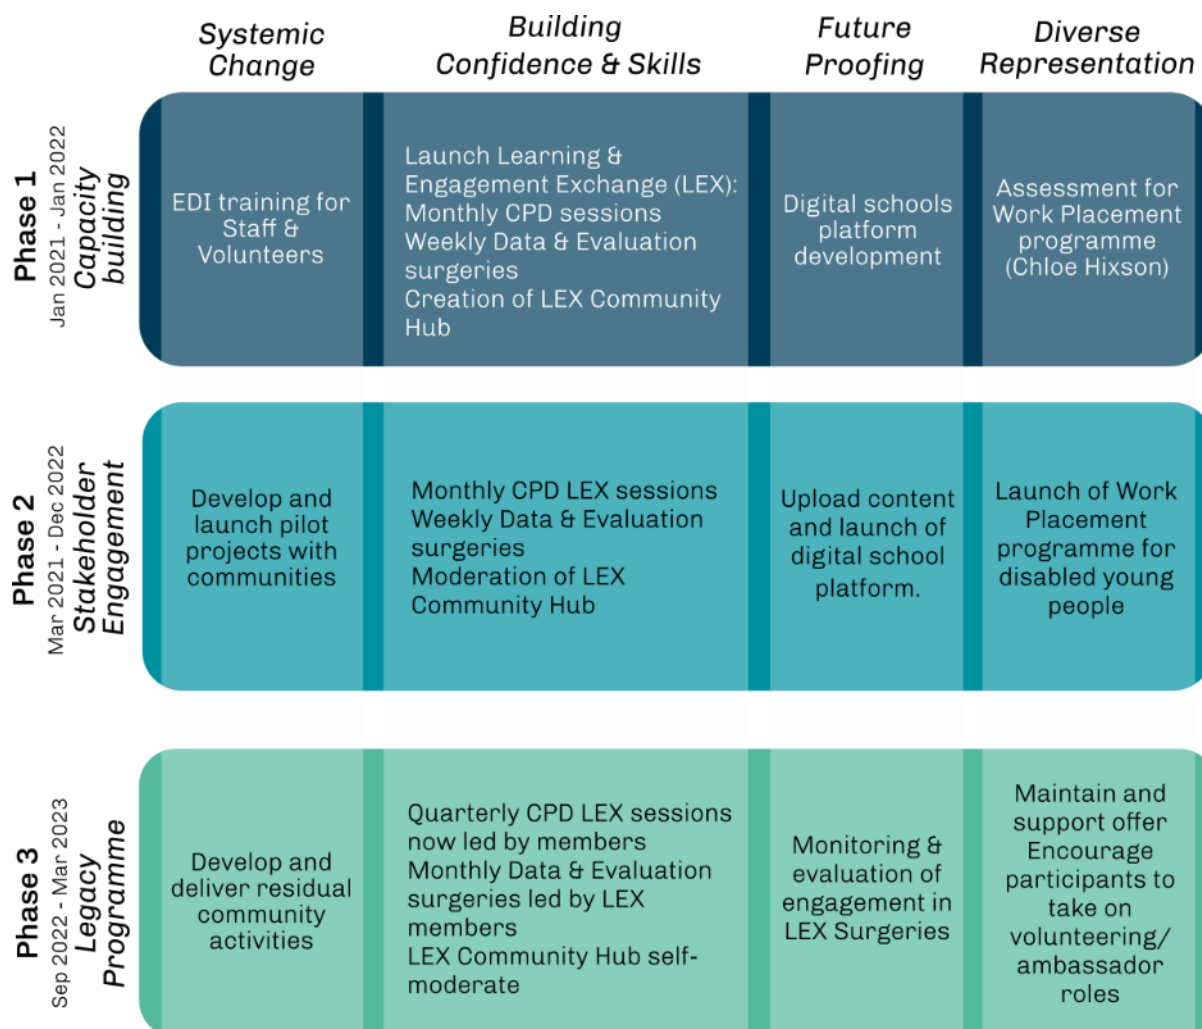 Systemic
Change
Building
Confidence & Skills
Future
Proofing
Diverse
Representation
Phase 1
Jan 2021 - Jan 2022
Capacity
building
EDI training for
Staff &
Volunteers
Launch Learning &
Engagement Exchange (LEX):
Monthly CPD sessions
Weekly Data & Evaluation
surgeries
Creation of LEX Community
Hub
Digital schools
platform
development
Assessment for
Work Placement
programme
(Chloe Hixson)
Phase 2
Mar 2021 - Dec 2022
Stakeholder
Engagement
Develop and
launch pilot
projects with
communities
Monthly CPD LEX sessions
Weekly Data & Evaluation
surgeries
Moderation of LEX
Community Hub
Upload content
and launch of
digital school
platform.
Launch of Work
Placement
programme for
disabled young
people
Phase 3
Sep 2022 - Mar 2023
Legacy
Programme
Develop and
deliver residual
community
activities
Quarterly CPD LEX sessions
now led by members
Monthly Data & Evaluation
surgeries led by LEX
members
LEX Community Hub self-
moderate
Monitoring &
evaluation of
engagement in
LEX Surgeries
Maintain and
support offer
Encourage
participants to
take on
volunteering/
ambassador
roles